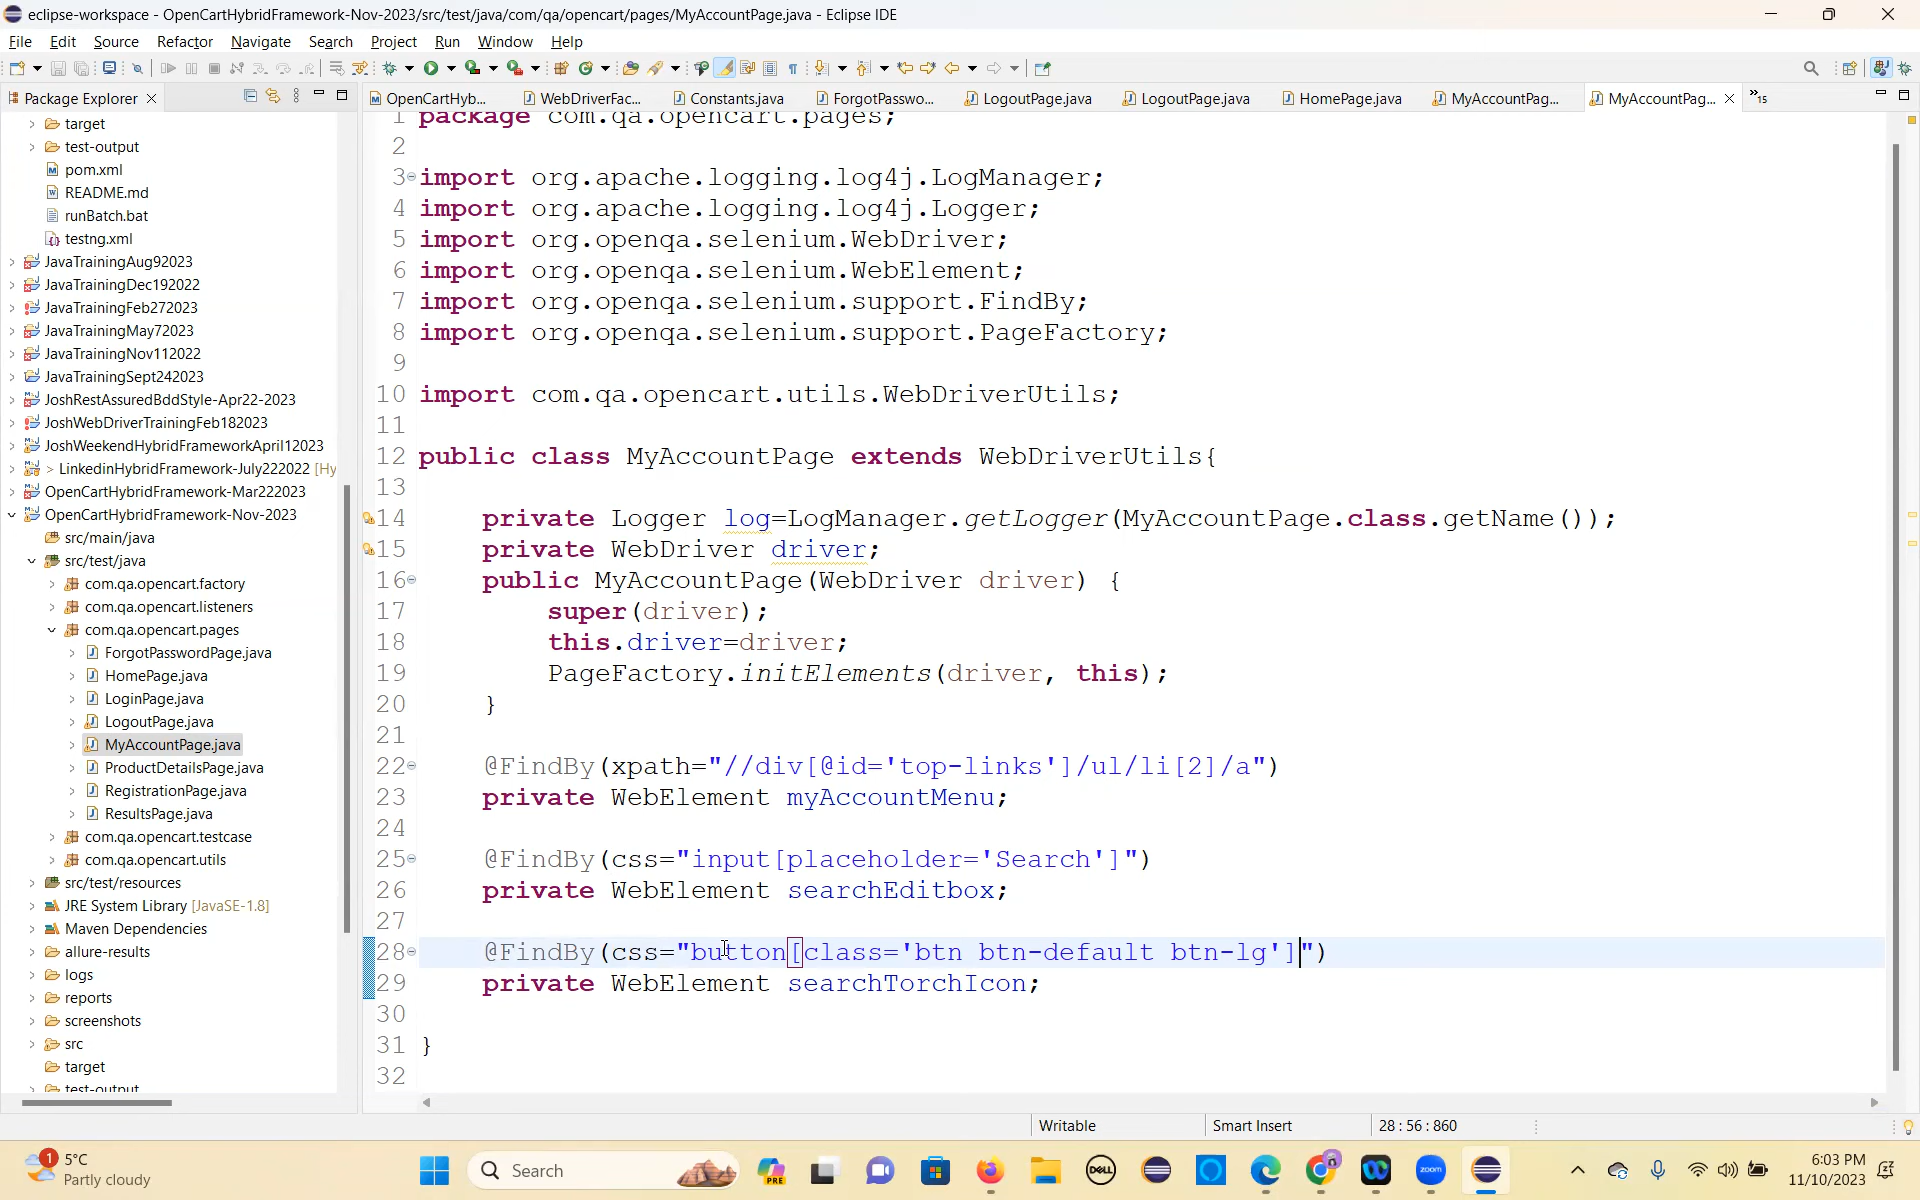 eclipse-workspace - OpenCartHybridFramework-Nov-2023/src/test/java/com/qa/opencart/pages/MyAccountPage.java - Eclipse IDE
File Edit Source Refactor Navigate Search Project Run Window Help
Package Explorer
OpenCartHyb... WebDriverFac... Constants.java ForgotPasswo... LogoutPage.java LogoutPage.java HomePage.java MyAccountPag... MyAccountPag... »15
target
test-output
pom.xml
README.md
runBatch.bat
testng.xml
JavaTrainingAug92023
JavaTrainingDec192022
JavaTrainingFeb272023
JavaTrainingMay72023
JavaTrainingNov112022
JavaTrainingSept242023
JoshRestAssuredBddStyle-Apr22-2023
JoshWebDriverTrainingFeb182023
JoshWeekendHybridFrameworkApril12023
> LinkedinHybridFramework-July222022 [Hy
OpenCartHybridFramework-Mar222023
OpenCartHybridFramework-Nov-2023
src/main/java
src/test/java
com.qa.opencart.factory
com.qa.opencart.listeners
com.qa.opencart.pages
ForgotPasswordPage.java
HomePage.java
LoginPage.java
LogoutPage.java
MyAccountPage.java
ProductDetailsPage.java
RegistrationPage.java
ResultsPage.java
com.qa.opencart.testcase
com.qa.opencart.utils
src/test/resources
JRE System Library [JavaSE-1.8]
Maven Dependencies
allure-results
logs
reports
screenshots
src
target
test-output
1 package com.qa.opencart.pages;
2
3 import org.apache.logging.log4j.LogManager;
4 import org.apache.logging.log4j.Logger;
5 import org.openqa.selenium.WebDriver;
6 import org.openqa.selenium.WebElement;
7 import org.openqa.selenium.support.FindBy;
8 import org.openqa.selenium.support.PageFactory;
9
10 import com.qa.opencart.utils.WebDriverUtils;
11
12 public class MyAccountPage extends WebDriverUtils{
13
14 private Logger log=LogManager.getLogger(MyAccountPage.class.getName());
15 private WebDriver driver;
16 public MyAccountPage(WebDriver driver) {
17 super(driver);
18 this.driver=driver;
19 PageFactory.initElements(driver, this);
20 }
21
22 @FindBy(xpath="//div[@id='top-links']/ul/li[2]/a")
23 private WebElement myAccountMenu;
24
25 @FindBy(css="input[placeholder='Search']")
26 private WebElement searchEditbox;
27
28 @FindBy(css="button[class='btn btn-default btn-lg']")
29 private WebElement searchTorchIcon;
30
31 }
32
Writable Smart Insert 28 : 56 : 860
1
5°C
Partly cloudy
Search
PRE
DELL
zoom
6:03 PM
11/10/2023